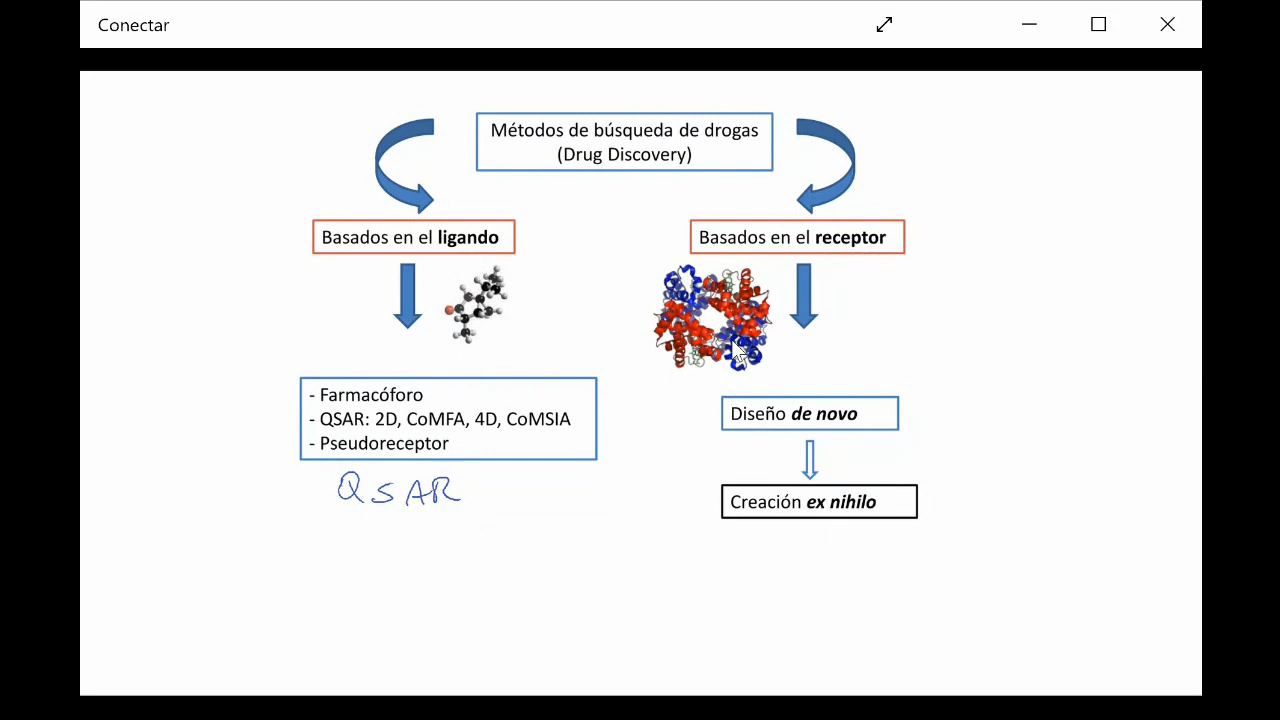 Conectar
Métodos de búsqueda de drogas
(Drug Discovery)
Basados en el ligando
Basados en el receptor
- Farmacóforo
- QSAR: 2D, CoMFA, 4D, CoMSIA
- Pseudoreceptor
QSAR
Diseño de novo
Creación ex nihilo